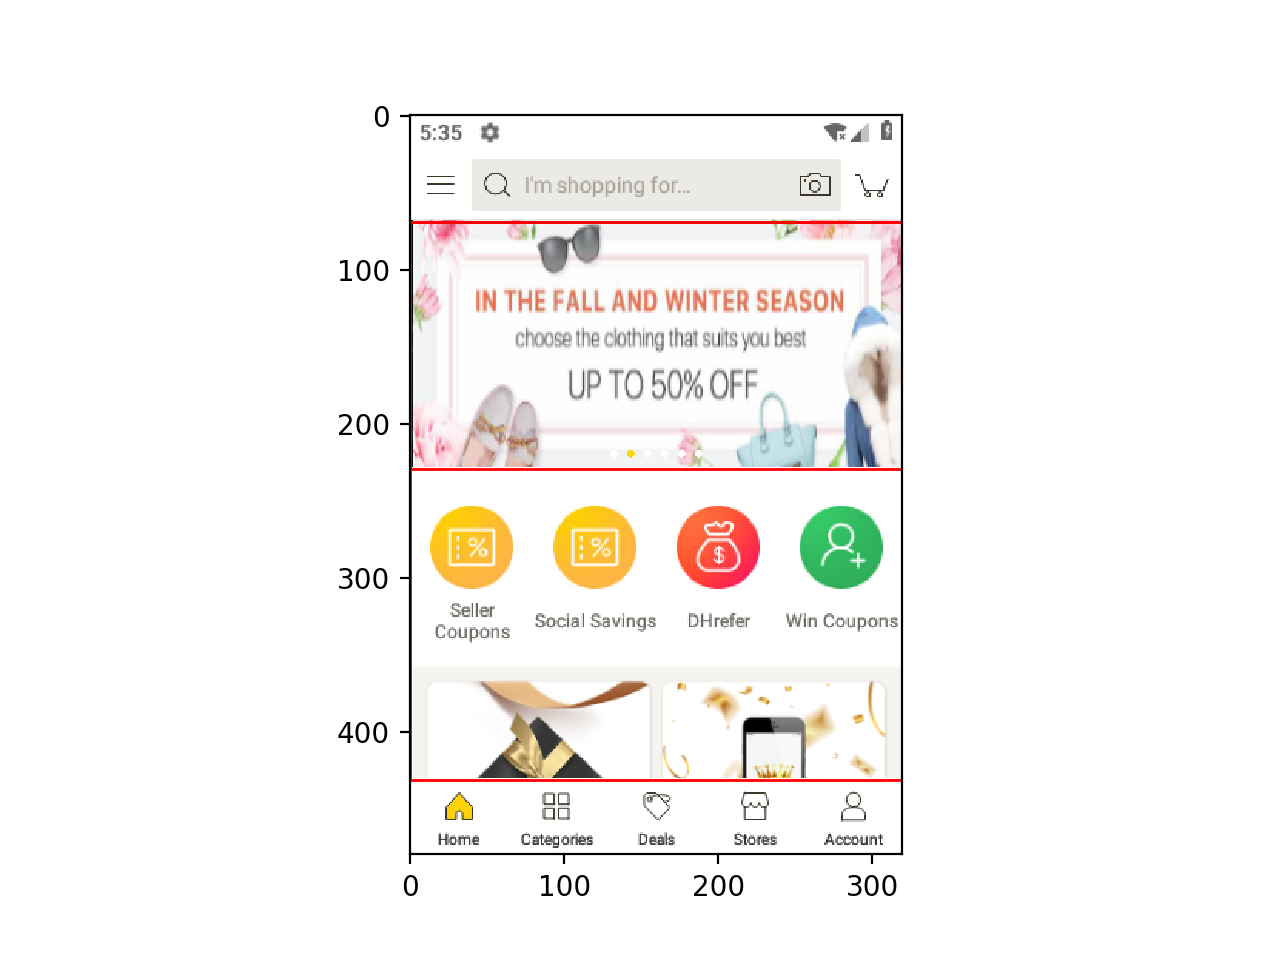 0
5:35
I'm shopping for...
100
IN THE FALL AND WINTER SEASON
choose the clothing that suits you best
UP TO 50% OFF
200
%
%
$
300
Seller
Coupons
Social Savings
DHrefer
Win Coupons
400
Home
Categories
Deals
Stores
Account
0
100
200
300